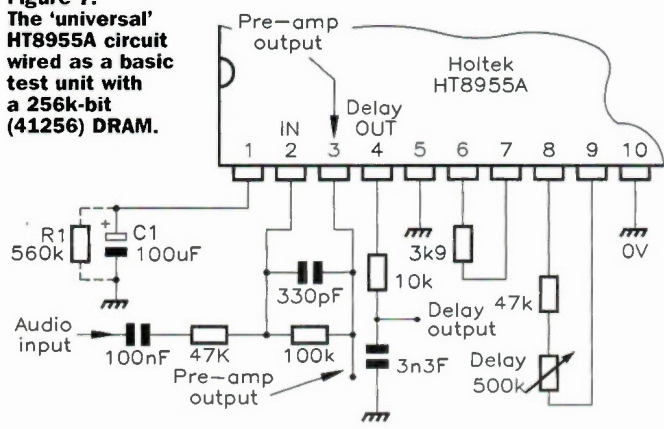 Figure 7.
The ‘universal’
HT8955A circuit
wired as a basic
test unit with
a 256k-bit
(41256) DRAM.
Pre-amp
output
Holtek
HT8955A
Delay
OUT
IN
1 2 3 4 5 6 7 8 9 10
R1
560k
+
C1
100uF
330pF
10k
3k9
0V
47k
Audio
input
100nF
47K
100k
Pre-amp
output
Delay
output
3n3F
Delay
500k